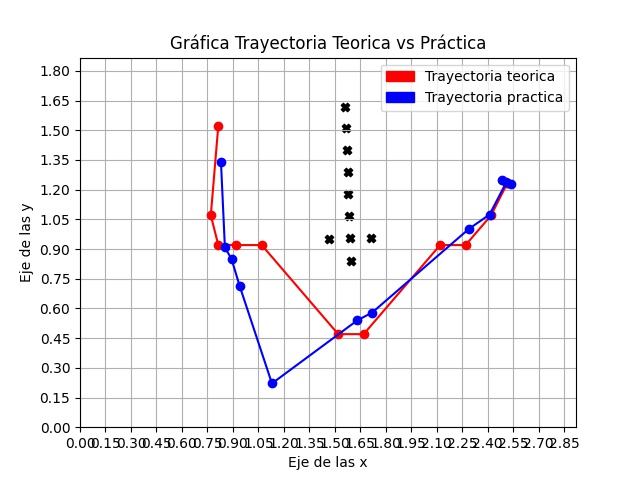 Gráfica Trayectoria Teorica vs Práctica
Trayectoria teorica
Trayectoria practica
Eje de las y
1.80
1.65
1.50
1.35
1.20
1.05
0.90
0.75
0.60
0.45
0.30
0.15
0.00
0.00 0.15 0.30 0.45 0.60 0.75 0.90 1.05 1.20 1.35 1.50 1.65 1.80 1.95 2.10 2.25 2.40 2.55 2.70 2.85
Eje de las x